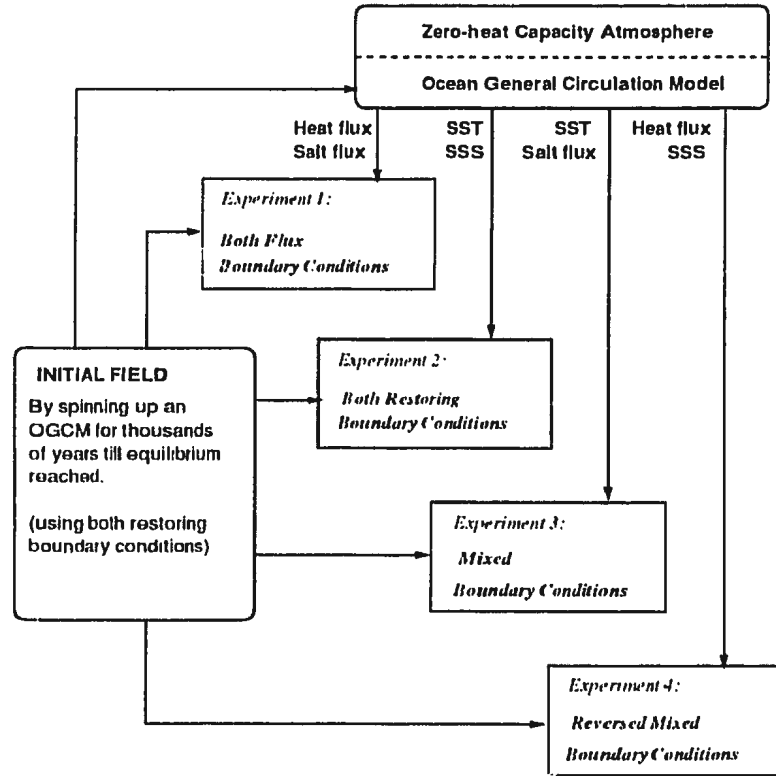 Zero-heat Capacity Atmosphere
Ocean General Circulation Model
Heat flux
Salt flux
SST
SSS
SST
Salt flux
Heat flux
SSS
Experiment 1:
Both Flux
Boundary Conditions
Experiment 2:
Both Restoring
Boundary Conditions
INITIAL FIELD
By spinning up an
OGCM for thousands
of years till equilibrium
reached.
(using both restoring
boundary conditions)
Experiment 3:
Mixed
Boundary Conditions
Experiment 4:
Reversed Mixed
Boundary Conditions